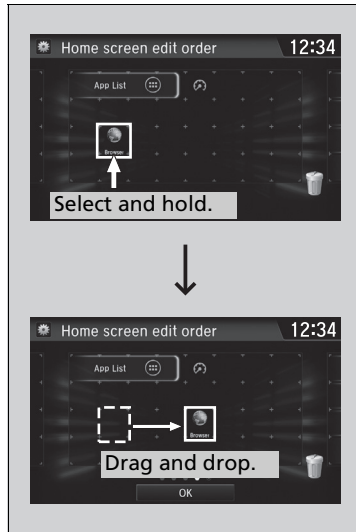 Home screen edit order 12:34
App List
Browser
Select and hold.
Home screen edit order 12:34
App List
Browser
Drag and drop.
OK